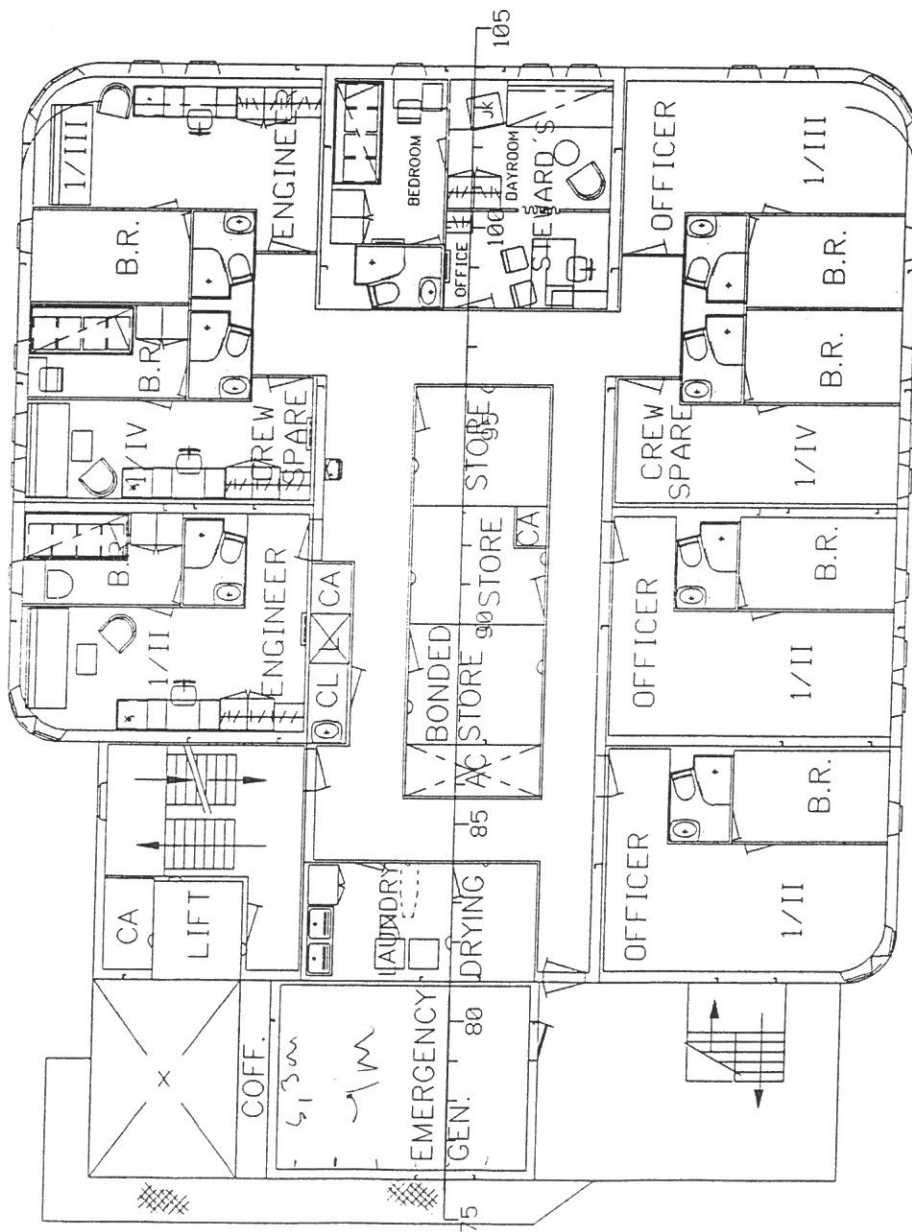 105
1/III
ENGINEER
B.R.
B.R.
1/IV
CREW
SPARE
B.R.
1/II
ENGINEER
BEDROOM
DAYROOM
JK
STEWARD'S
OFFICE
100
OFFICER
1/III
B.R.
B.R.
CREW
SPARE
1/IV
OFFICER
B.R.
1/II
OFFICER
B.R.
1/II
STORE
95
STORE
CA
BONDED
STORE
90
AC
CA
L
CL
85
CA
LIFT
LAUNDRY
DRYING
80
COFF.
X
EMERGENCY
GEN.
75